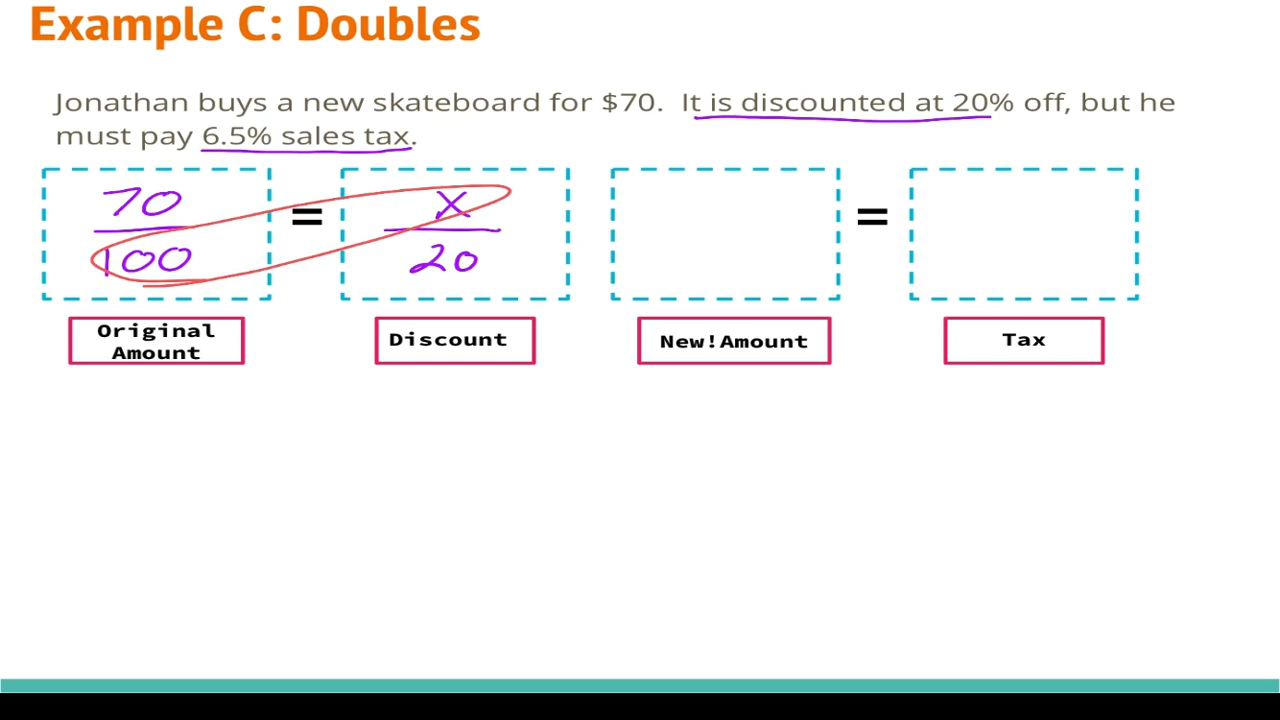 Example C: Doubles
Jonathan buys a new skateboard for $70. It is discounted at 20% off, but he
must pay 6.5% sales tax.
70
100
=
x
20
=
Original
Amount
Discount
New!Amount
Tax